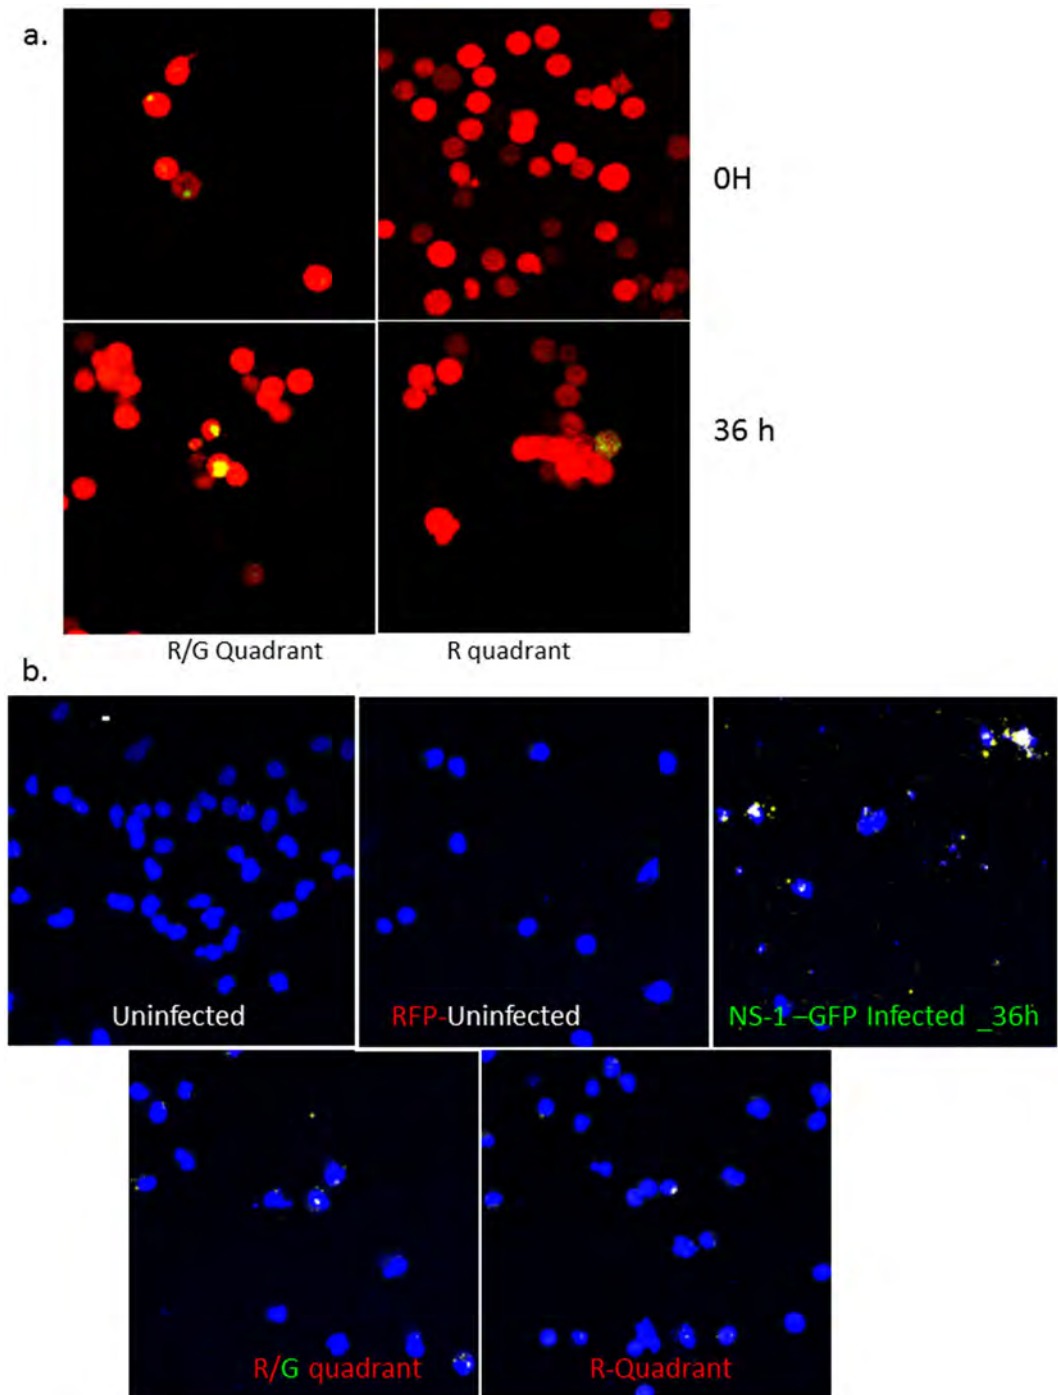 a.
0H
36 h
R/G Quadrant
R quadrant
b.
Uninfected
RFP-Uninfected
NS-1 –GFP Infected _36h
R/G quadrant
R-Quadrant